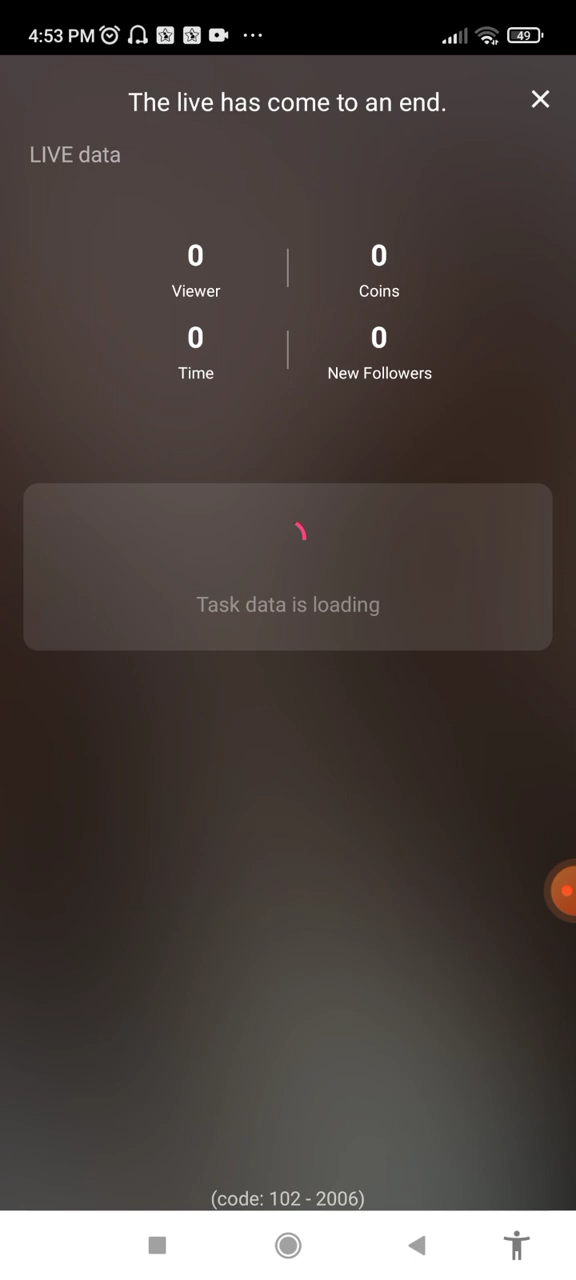 4:53 PM
49
The live has come to an end.
LIVE data
0
0
Viewer
Coins
0
0
Time
New Followers
Task data is loading
(code: 102 - 2006)